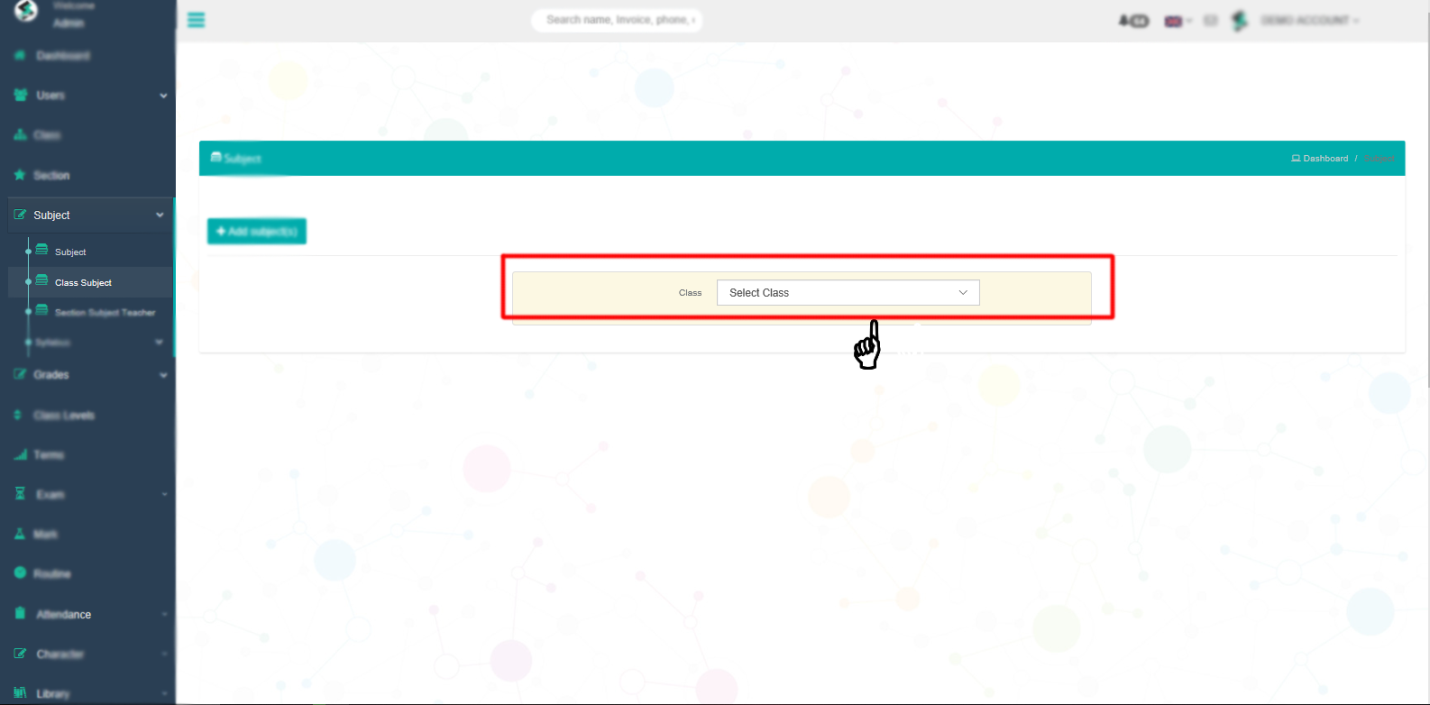 Welcome
Admin
Dashboard
Users
Class
Section
Subject
Subject
Class Subject
Section Subject Teacher
Syllabus
Grades
Class Levels
Terms
Exam
Mark
Routine
Attendance
Character
Library
Search name, Invoice, phone,
DEMO ACCOUNT
Subject
Dashboard /
+ Add subject(s)
Class Select Class